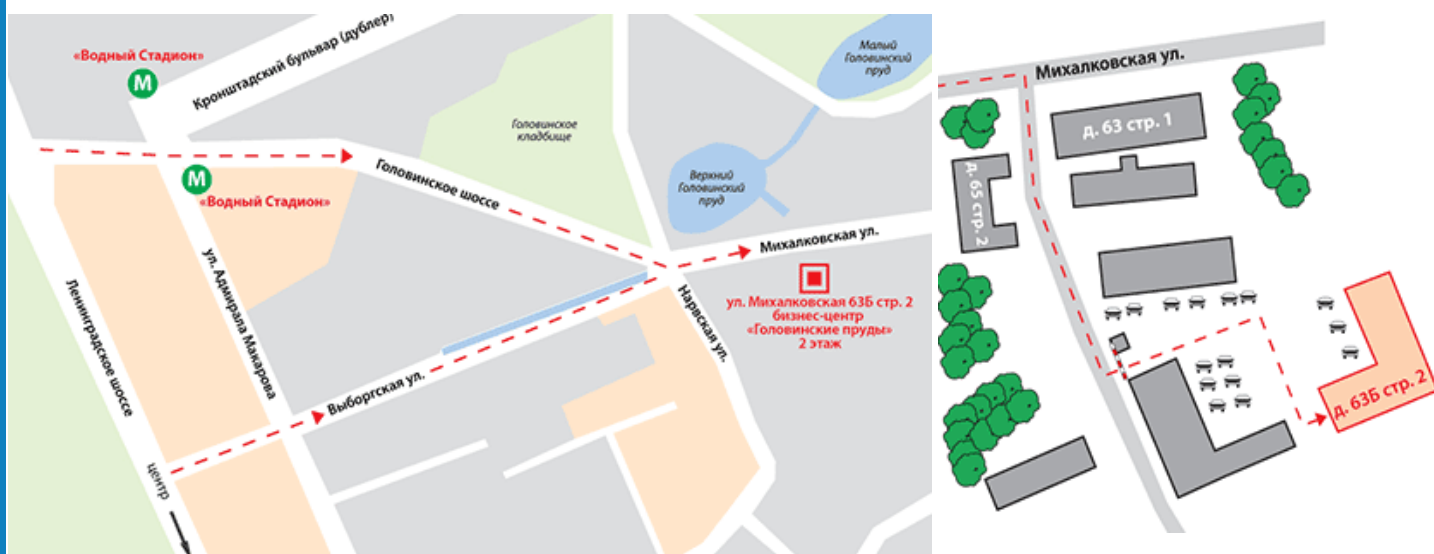 «Водный Стадион»
М
Кронштадский бульвар (дублер)
Малый
Головинский
пруд
Головинское
кладбище
Головинское шоссе
Верхний
Головинский
пруд
М
«Водный Стадион»
ул. Адмирала Макарова
Ленинградское шоссе
Михалковская ул.
ул. Михалковская 63Б стр. 2
бизнес-центр
«Головинские пруды»
2 этаж
Нарвская ул.
Выборгская ул.
центр
Михалковская ул.
д. 63 стр. 1
д. 65 стр. 2
д. 63Б стр. 2